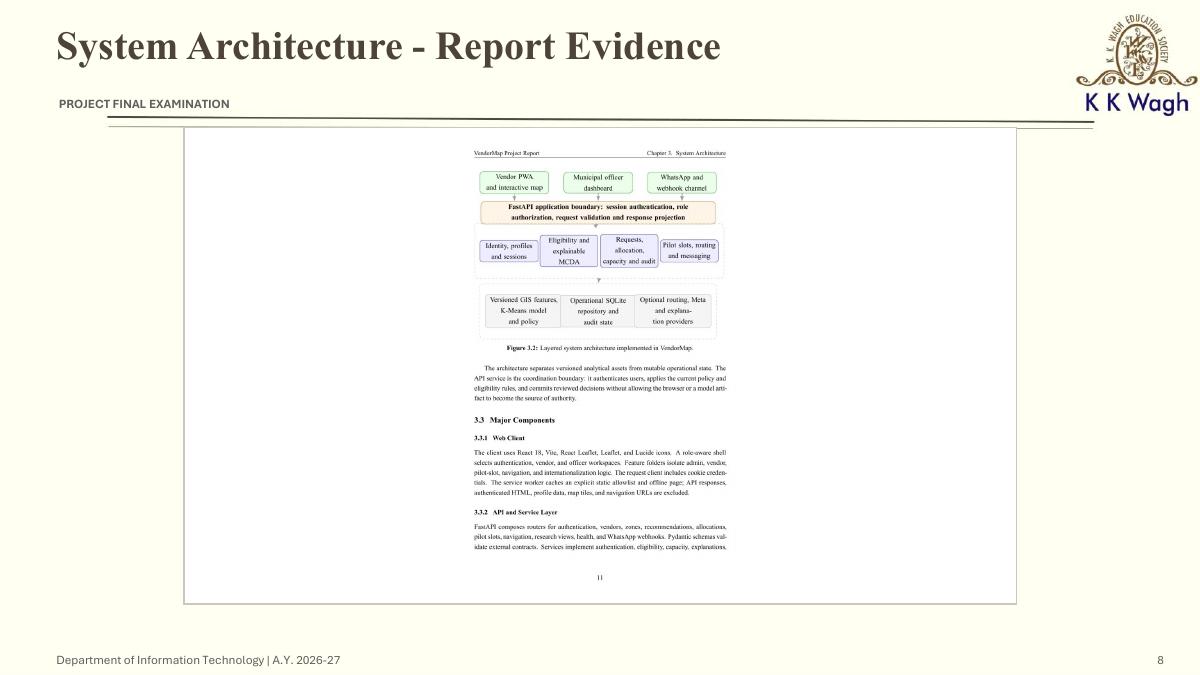 System Architecture - Report Evidence
K. K. WAGH EDUCATION SOCIETY
K K Wagh
PROJECT FINAL EXAMINATION
VenderMap Project Report
Chapter 3. System Architecture
Vendor PWA
and interactive map
Municipal officer
dashboard
WhatsApp and
webhook channel
FastAPI application boundary: session authentication, role
authorization, request validation and response projection
Identity, profiles
and sessions
Eligibility and
explainable
MCDA
Requests,
allocation,
capacity and audit
Pilot slots, routing
and messaging
Versioned GIS features,
K-Means model
and policy
Operational SQLite
repository and
audit state
Optional routing, Meta
and explana-
tion providers
Figure 3.2: Layered system architecture implemented in VenderMap.
The architecture separates versioned analytical assets from mutable operational state. The
API service is the coordination boundary: it authenticates users, applies the current policy and
eligibility rules, and commits reviewed decisions without allowing the browser or a model arti-
fact to become the source of authority.
3.3 Major Components
3.3.1 Web Client
The client uses React 18, Vite, React Leaflet, Leaflet, and Lucide icons. A role-aware shell
selects authentication, vendor, and officer workspaces. Feature folders isolate admin, vendor,
pilot-slot, navigation, and internationalization logic. The request client includes cookie creden-
tials. The service worker caches an explicit static allowlist and offline page; API responses,
authenticated HTML, profile data, map tiles, and navigation URLs are excluded.
3.3.2 API and Service Layer
FastAPI composes routers for authentication, vendors, zones, recommendations, allocations,
pilot slots, navigation, research views, health, and WhatsApp webhooks. Pydantic schemas val-
idate external contracts. Services implement authentication, eligibility, capacity, explanations,
11
Department of Information Technology | A.Y. 2026-27
8